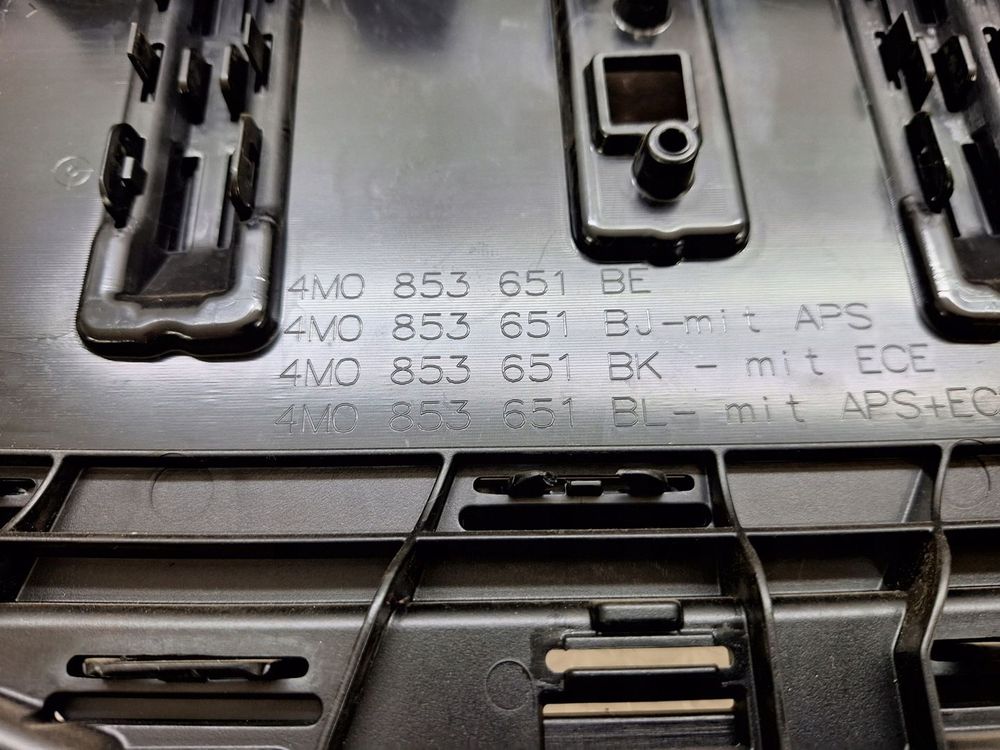 4M0 853 651 BE
4M0 853 651 BJ-mit APS
4M0 853 651 BK - mit ECE
4M0 853 651 BL- mit APS+EC